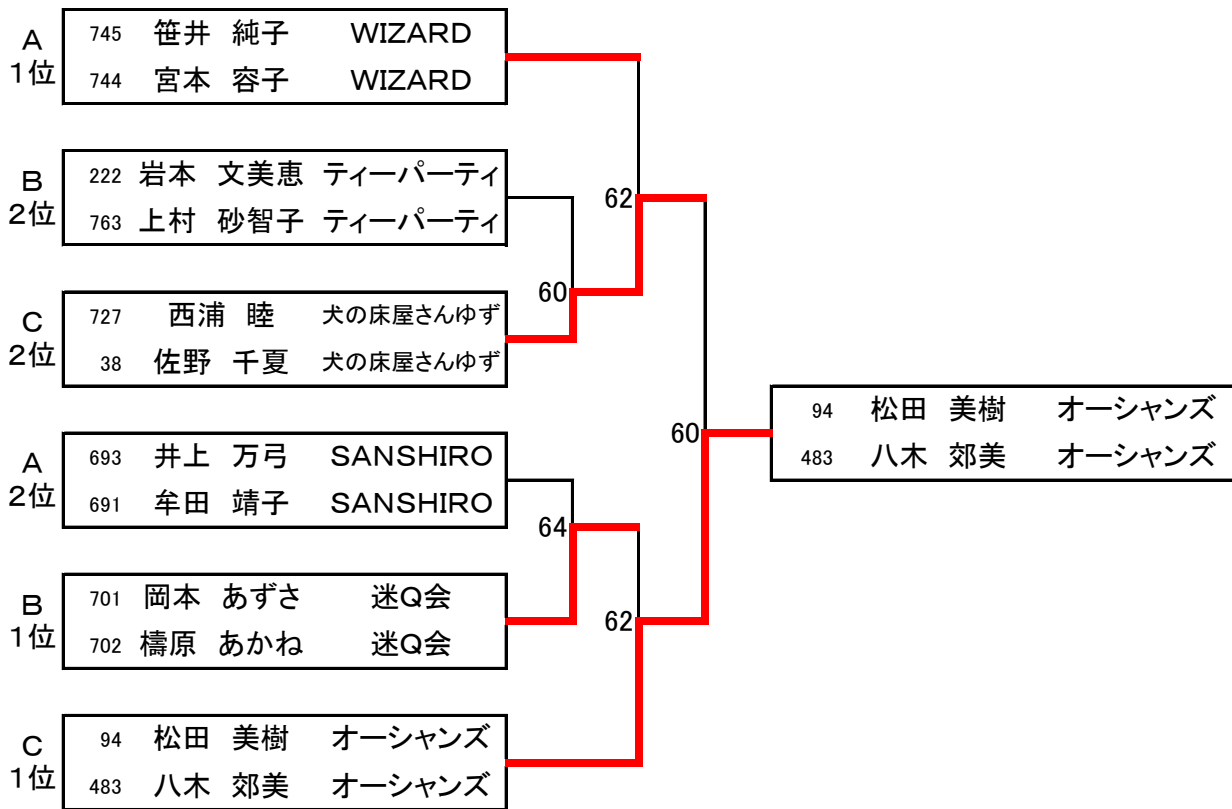 A
1位
745 笹井 純子 WIZARD
744 宮本 容子 WIZARD
B
2位
222 岩本 文美恵 ティーパーティ
763 上村 砂智子 ティーパーティ
C
2位
727 西浦 睦 犬の床屋さんゆず
38 佐野 千夏 犬の床屋さんゆず
A
2位
693 井上 万弓 SANSHIRO
691 牟田 靖子 SANSHIRO
B
1位
701 岡本 あずさ 迷Q会
702 檮原 あかね 迷Q会
C
1位
94 松田 美樹 オーシャンズ
483 八木 郊美 オーシャンズ
60
64
62
62
60
94 松田 美樹 オーシャンズ
483 八木 郊美 オーシャンズ